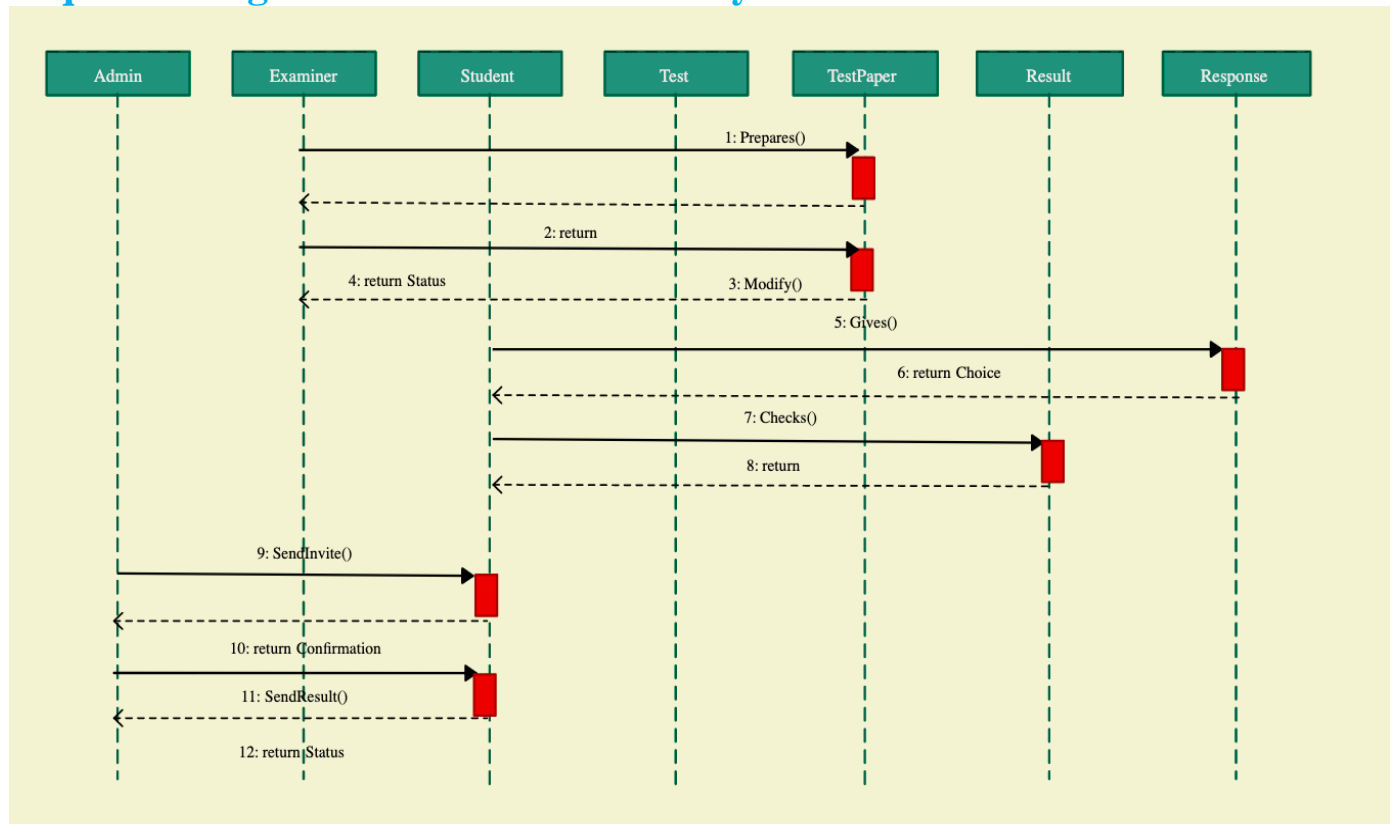 Admin
Examiner
Student
Test
TestPaper
Result
Response
1: Prepares()
2: return
4: return Status
3: Modify()
5: Gives()
6: return Choice
7: Checks()
8: return
9: SendInvite()
10: return Confirmation
11: SendResult()
12: return Status